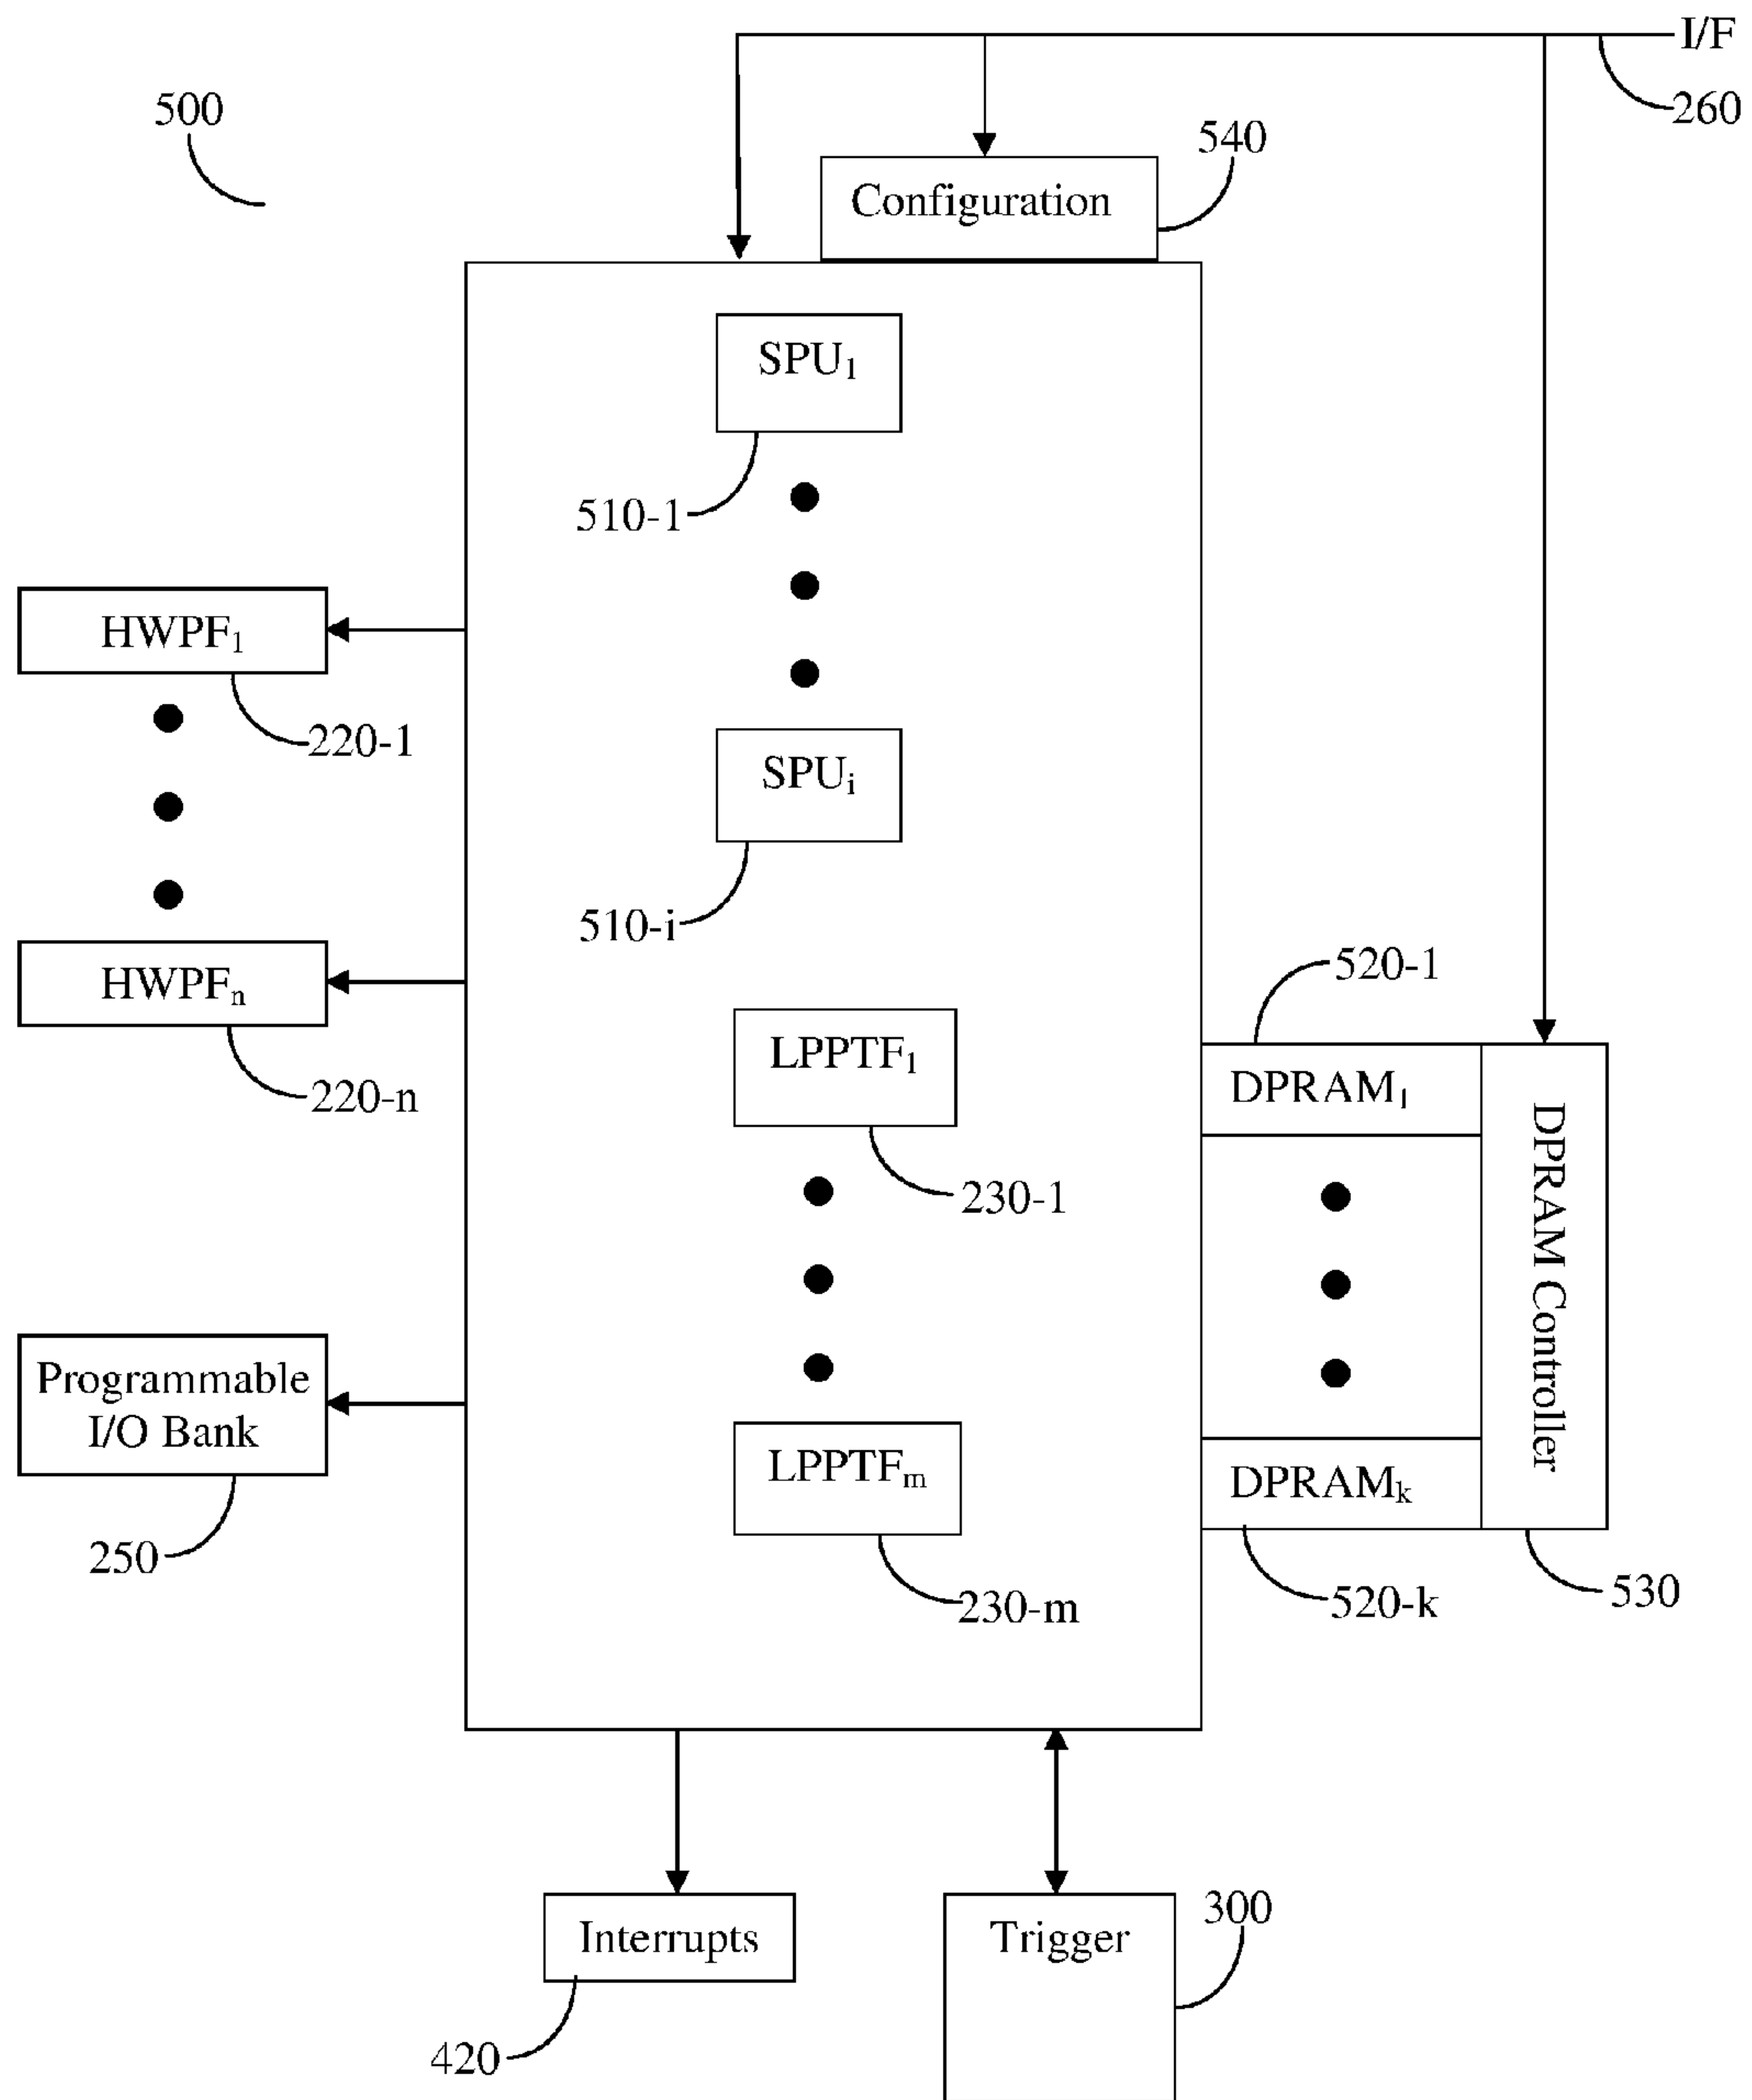 I/F
260
500
540
Configuration
SPU₁
510-1
HWPF₁
220-1
SPUᵢ
510-i
HWPFₙ
220-n
520-1
LPPTF₁
DPRAM₁
230-1
DPRAM Controller
Programmable
I/O Bank
250
LPPTFₘ
DPRAMₖ
230-m
520-k
530
Interrupts
Trigger
300
420